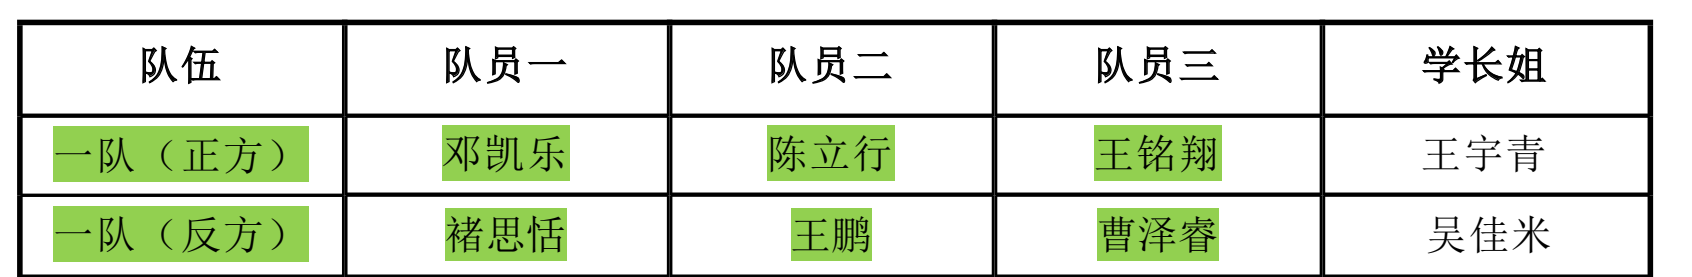 队伍 队员一 队员二 队员三 学长姐
一队（正方） 邓凯乐 陈立行 王铭翔 王宇青
一队（反方） 褚思恬 王鹏 曹泽睿 吴佳米